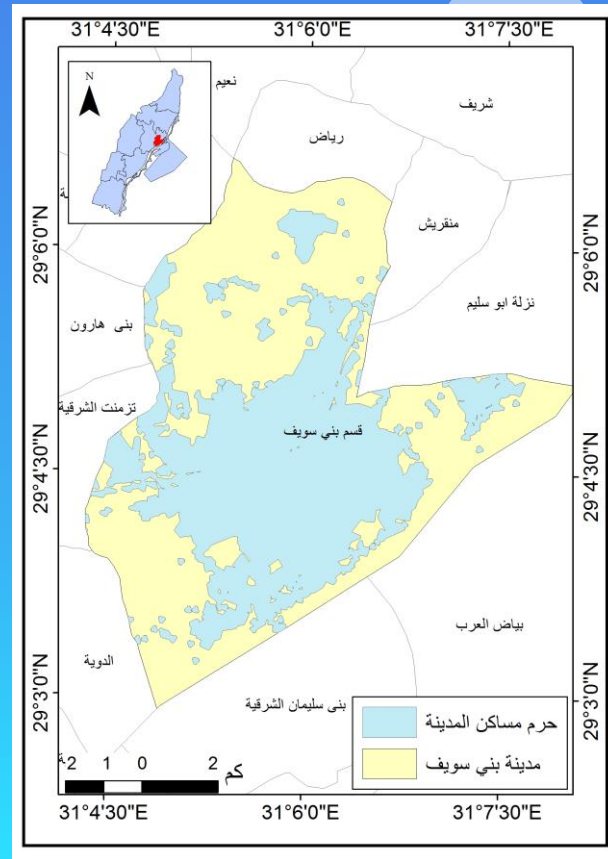 31°4'30"E
31°6'0"E
31°7'30"E
N
نعيم
شريف
رياض
منقريش
29°6'0"N
29°6'0"N
نزلة ابو سليم
بنى هارون
تزمنت الشرقية
قسم بني سويف
29°4'30"N
29°4'30"N
بياض العرب
الدوية
بنى سليمان الشرقية
29°3'0"N
29°3'0"N
حرم مساكن المدينة
مدينة بني سويف
2 1 0 2 كم
31°4'30"E
31°6'0"E
31°7'30"E